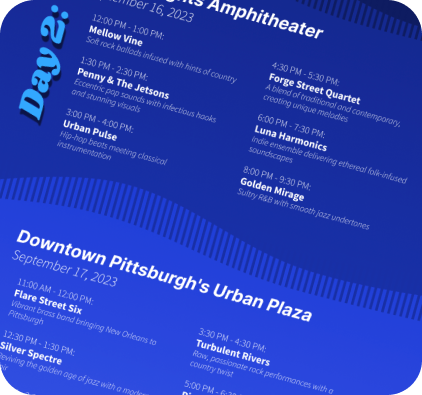 Day 2:
Amphitheater
September 16, 2023
12:00 PM - 1:00 PM:
Mellow Vine
Soft rock ballads infused with hints of country
1:30 PM - 2:30 PM:
Penny & The Jetsons
Eccentric pop sounds with infectious hooks
and stunning visuals
3:00 PM - 4:00 PM:
Urban Pulse
Hip-hop beats meeting classical
instrumentation
4:30 PM - 5:30 PM:
Forge Street Quartet
A blend of traditional and contemporary,
creating unique melodies
6:00 PM - 7:30 PM:
Luna Harmonics
Indie ensemble delivering ethereal folk-infused
soundscapes
8:00 PM - 9:30 PM:
Golden Mirage
Sultry R&B with smooth jazz undertones
Downtown Pittsburgh's Urban Plaza
September 17, 2023
11:00 AM - 12:00 PM:
Flare Street Six
Vibrant brass band bringing New Orleans to
Pittsburgh
12:30 PM - 1:30 PM:
Silver Spectre
Reviving the golden age of jazz with a modern
3:30 PM - 4:30 PM:
Turbulent Rivers
Raw, passionate rock performances with a
country twist
5:00 PM -